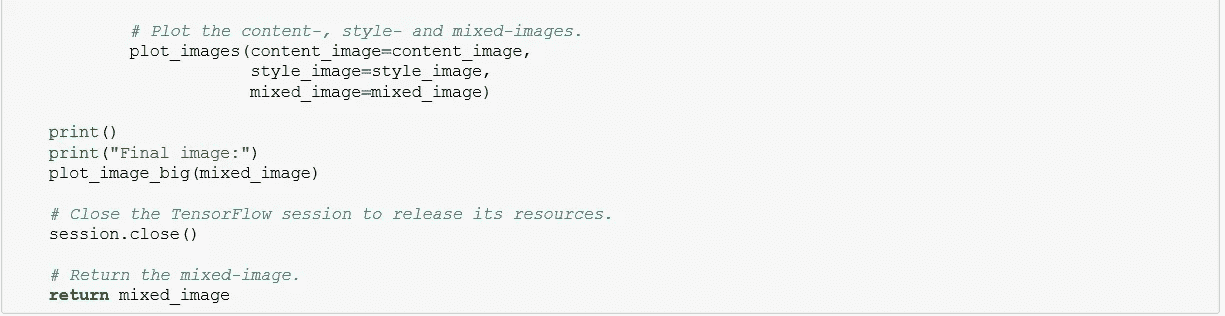 # Plot the content-, style- and mixed-images.
plot_images(content_image=content_image,
style_image=style_image,
mixed_image=mixed_image)
print()
print("Final image:")
plot_image_big(mixed_image)
# Close the TensorFlow session to release its resources.
session.close()
# Return the mixed-image.
return mixed_image